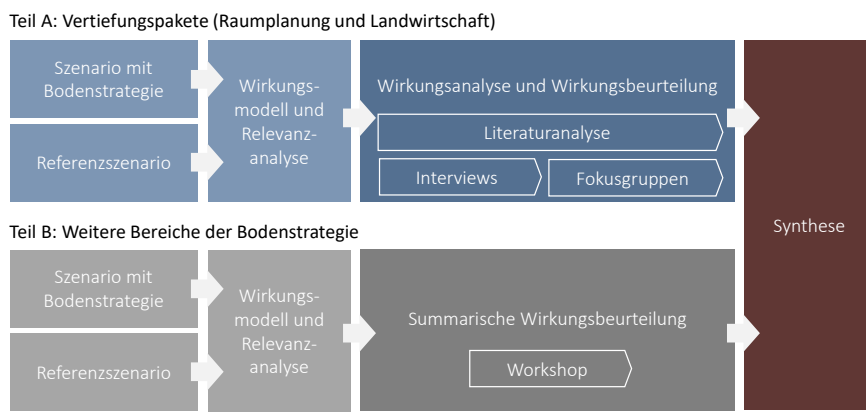 Teil A: Vertiefungspakete (Raumplanung und Landwirtschaft)
Szenario mit
Bodenstrategie
Referenzszenario
Wirkungs-
modell und
Relevanz-
analyse
Wirkungsanalyse und Wirkungsbeurteilung
Literaturanalyse
Interviews
Fokusgruppen
Teil B: Weitere Bereiche der Bodenstrategie
Szenario mit
Bodenstrategie
Referenzszenario
Wirkungs-
modell und
Relevanz-
analyse
Summarische Wirkungsbeurteilung
Workshop
Synthese